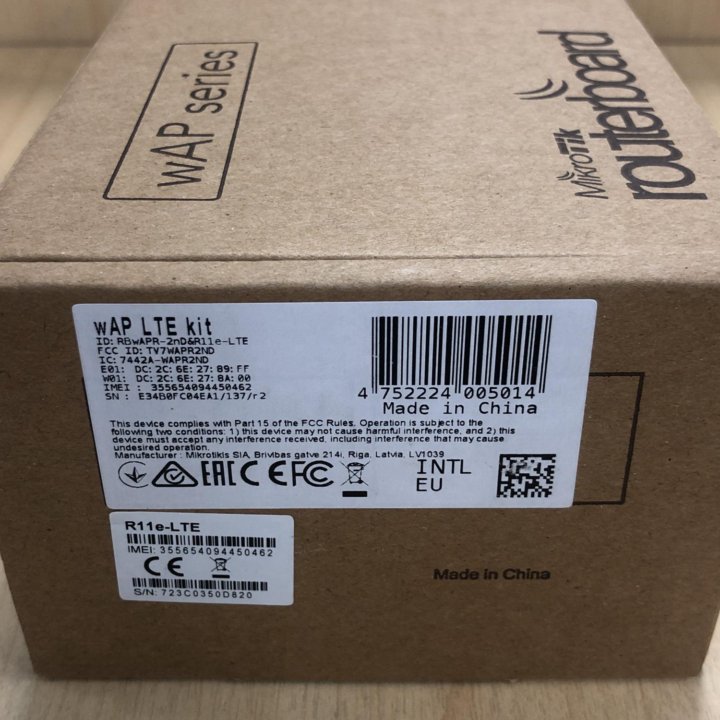 wAP series
MikroTik
routerboard
wAP LTE kit
ID: RBwAPR-2nD&R11e-LTE
FCC ID: TV7WAPR2ND
IC: 7442A-WAPR2ND
E01: DC: 2C: 6E: 27: 89: FF
W01: DC: 2C: 6E: 27: 8A: 00
IMEI : 355654094450462
SN : E34B0FC04EA1/137/r2
4 752224 005014
Made in China
This device complies with Part 15 of the FCC Rules. Operation is subject to the
following two conditions: 1) this device may not cause harmful interference, and 2) this
device must accept any interference received, including interference that may cause
undesired operation.
Manufacturer: Mikrotikls SIA, Brivibas gatve 214i, Riga, Latvia, LV1039
EAC CE FC
INTL
EU
R11e-LTE
IMEI: 355654094450462
CE
S/N: 723C0350D820
Made in China